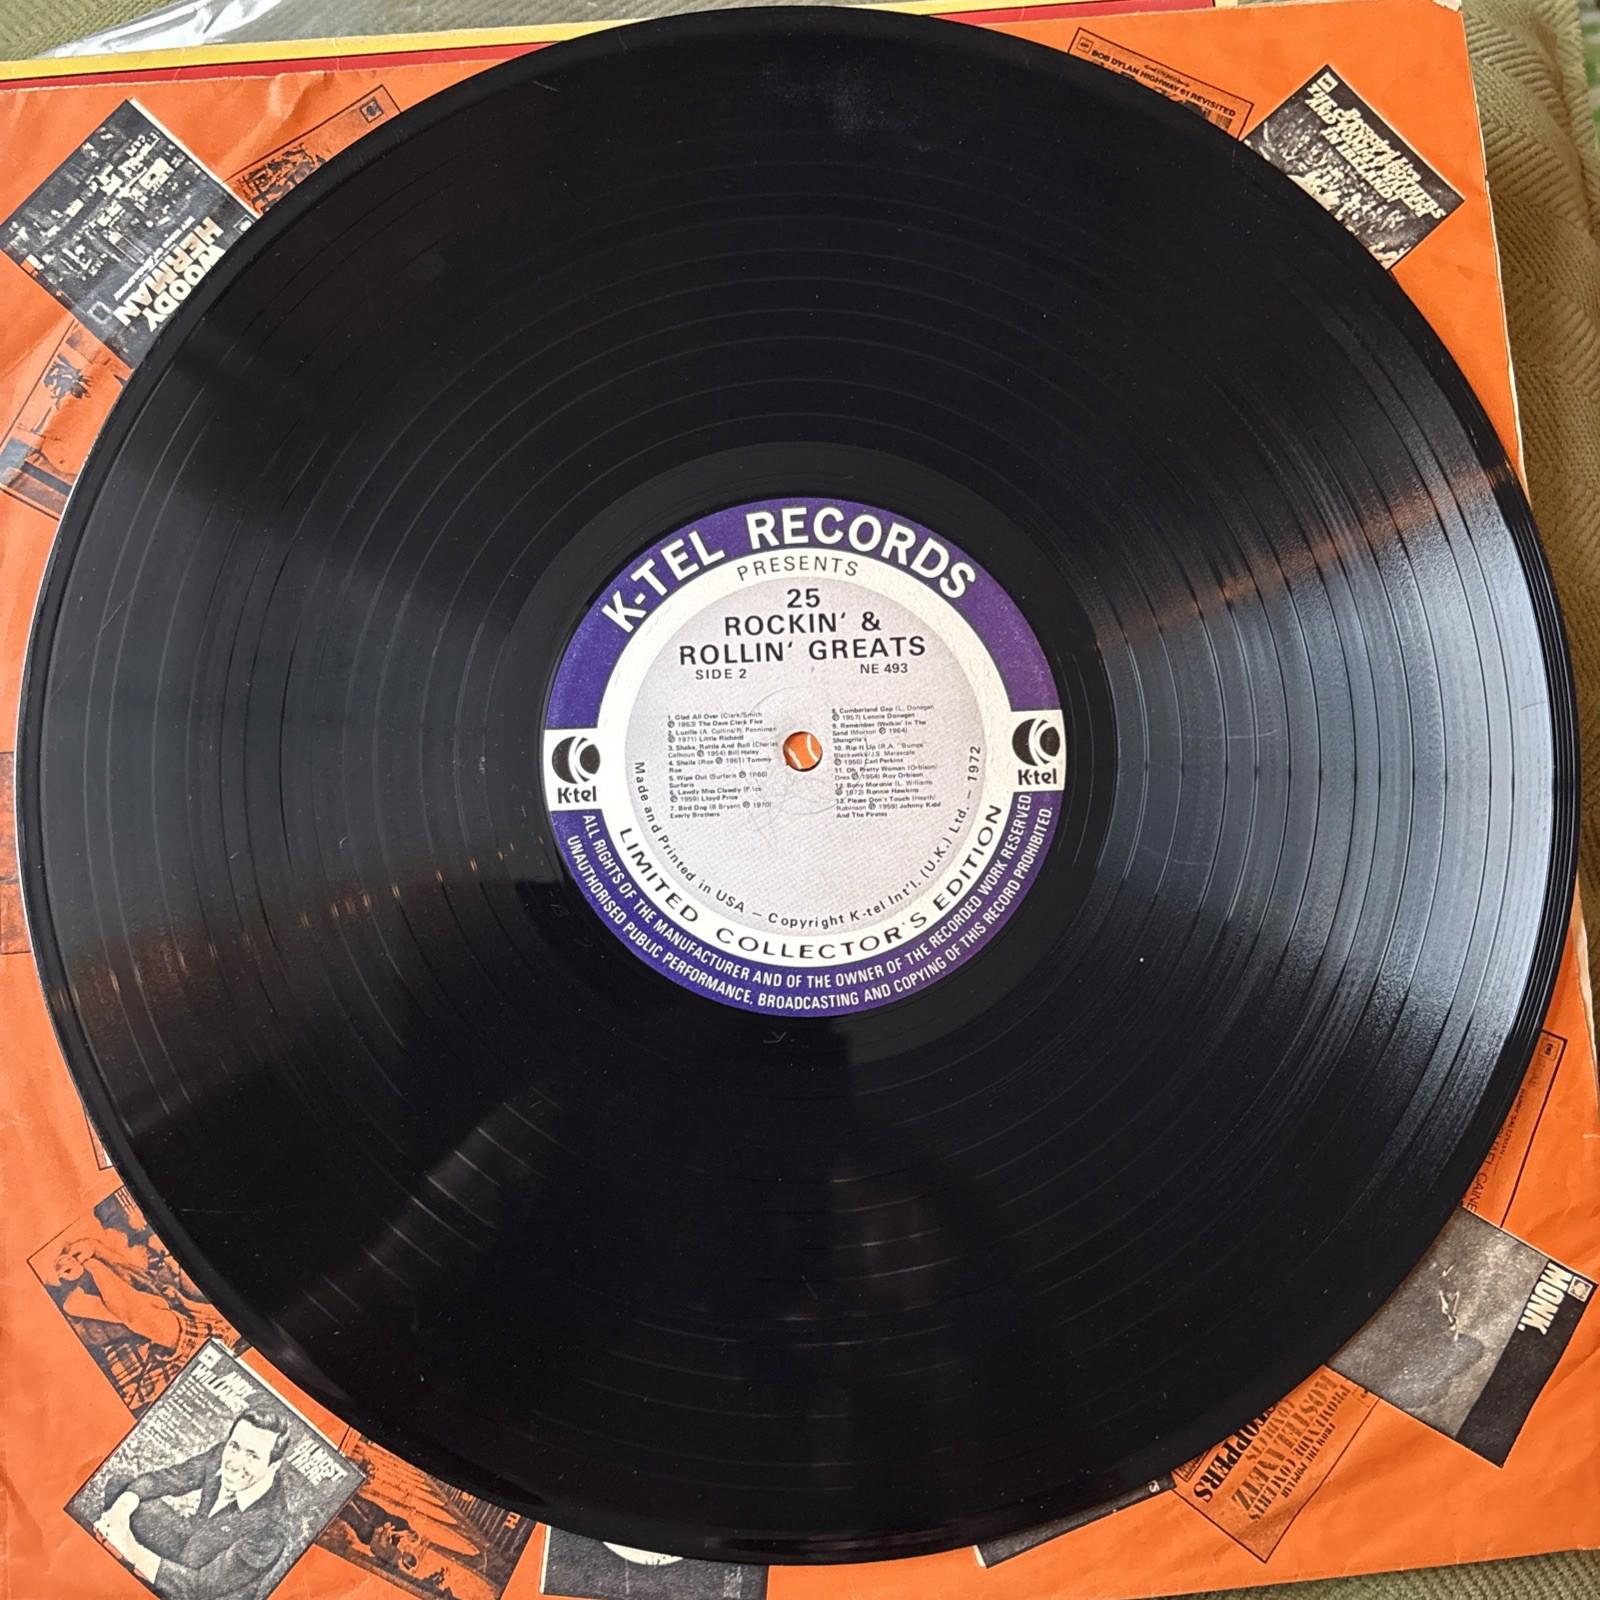 BOB DYLAN HIGHWAY 61 REVISITED
WOODY
HERMAN
K-TEL RECORDS
PRESENTS
25
ROCKIN' &
ROLLIN' GREATS
SIDE 2 NE 493
1. Glad All Over (Clark/Smith
℗ 1963) The Dave Clark Five
2. Lucille (A. Collins/R. Penniman
℗ 1971) Little Richard
3. Shake, Rattle And Roll (Charles
Calhoun ℗ 1954) Bill Haley
4. Sheila (Roe ℗ 1961) Tommy
Roe
5. Wipe Out (Surfaris ℗ 1966)
Surfaris
6. Lawdy Miss Clawdy (P. ice
℗ 1959) Lloyd Price
7. Bird Dog (B Bryant ℗ 1970)
Everly Brothers
8. Cumberland Gap (L. Donegan
℗ 1957) Lonnie Donegan
9. Remember (Walkin' In The
Sand (Morton ℗ 1964)
Shangrila's
10. Rip It Up (R.A. "Bumps"
Blackwell/J.S. Marascalo
℗ 1956) Carl Perkins
11. Oh, Pretty Woman (Orbison/
Dees ℗ 1964) Roy Orbison
12. Bony Moronie (L. Williams
℗ 1972) Ronnie Hawkins
13. Please Don't Touch (Heath/
Robinson ℗ 1959) Johnny Kidd
And The Pirates
K-tel
K-tel
Made and Printed in USA – Copyright K-tel Int'l. (U.K.) Ltd. – 1972
LIMITED COLLECTOR'S EDITION
ALL RIGHTS OF THE MANUFACTURER AND OF THE OWNER OF THE RECORDED WORK RESERVED.
UNAUTHORISED PUBLIC PERFORMANCE, BROADCASTING AND COPYING OF THIS RECORD PROHIBITED.
MONK.
ANDY
WILLIAMS
ALMOST
THERE